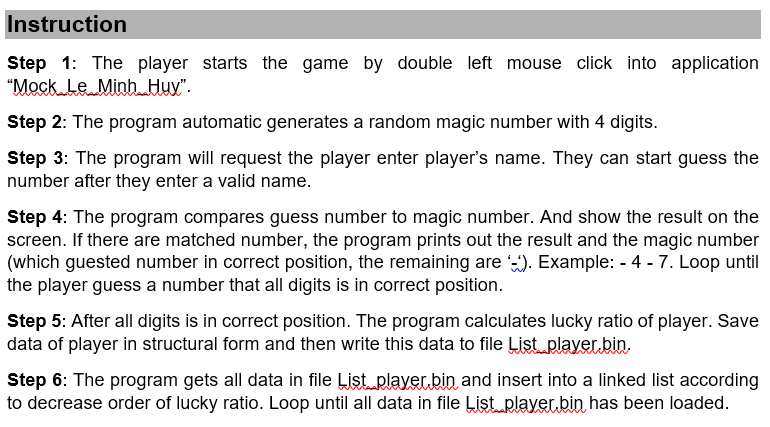 Instruction
Step 1: The player starts the game by double left mouse click into application
“Mock_Le_Minh_Huy”.
Step 2: The program automatic generates a random magic number with 4 digits.
Step 3: The program will request the player enter player’s name. They can start guess the
number after they enter a valid name.
Step 4: The program compares guess number to magic number. And show the result on the
screen. If there are matched number, the program prints out the result and the magic number
(which guested number in correct position, the remaining are ‘-‘). Example: - 4 - 7. Loop until
the player guess a number that all digits is in correct position.
Step 5: After all digits is in correct position. The program calculates lucky ratio of player. Save
data of player in structural form and then write this data to file List_player.bin.
Step 6: The program gets all data in file List_player.bin and insert into a linked list according
to decrease order of lucky ratio. Loop until all data in file List_player.bin has been loaded.